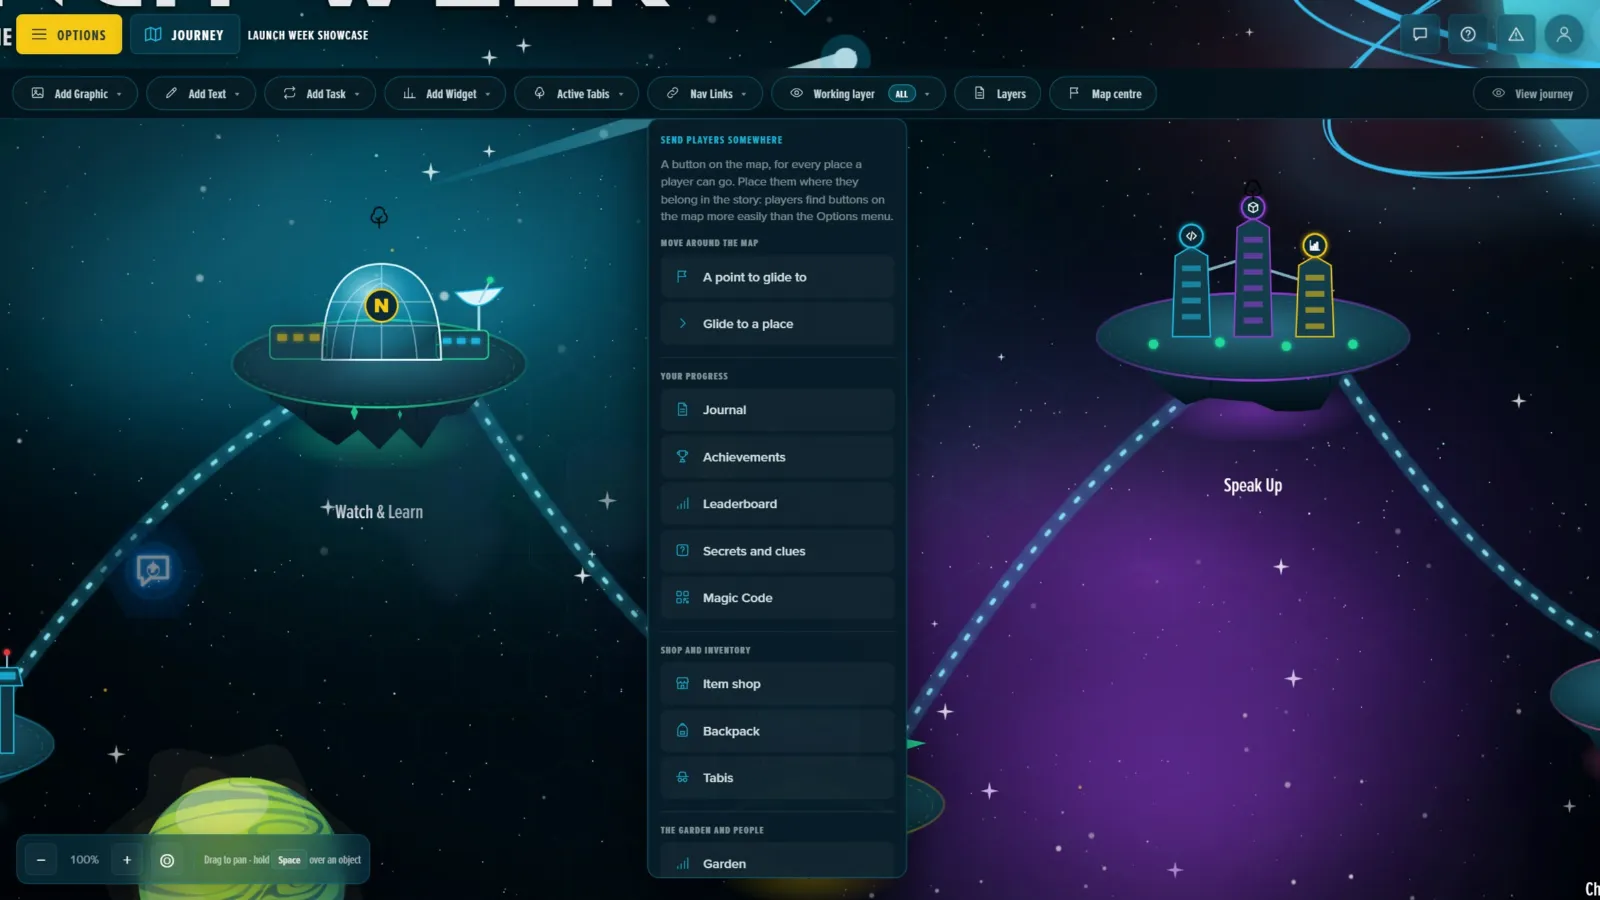 OPTIONS
JOURNEY
LAUNCH WEEK SHOWCASE
Add Graphic
Add Text
Add Task
Add Widget
Active Tabis
Nav Links
Working layer
ALL
Layers
Map centre
View journey
SEND PLAYERS SOMEWHERE
A button on the map, for every place a
player can go. Place them where they
belong in the story: players find buttons on
the map more easily than the Options menu.
MOVE AROUND THE MAP
A point to glide to
Glide to a place
YOUR PROGRESS
Journal
Achievements
Leaderboard
Secrets and clues
Magic Code
SHOP AND INVENTORY
Item shop
Backpack
Tabis
THE GARDEN AND PEOPLE
Garden
N
Watch & Learn
Speak Up
100%
Drag to pan - hold Space over an object
Ch